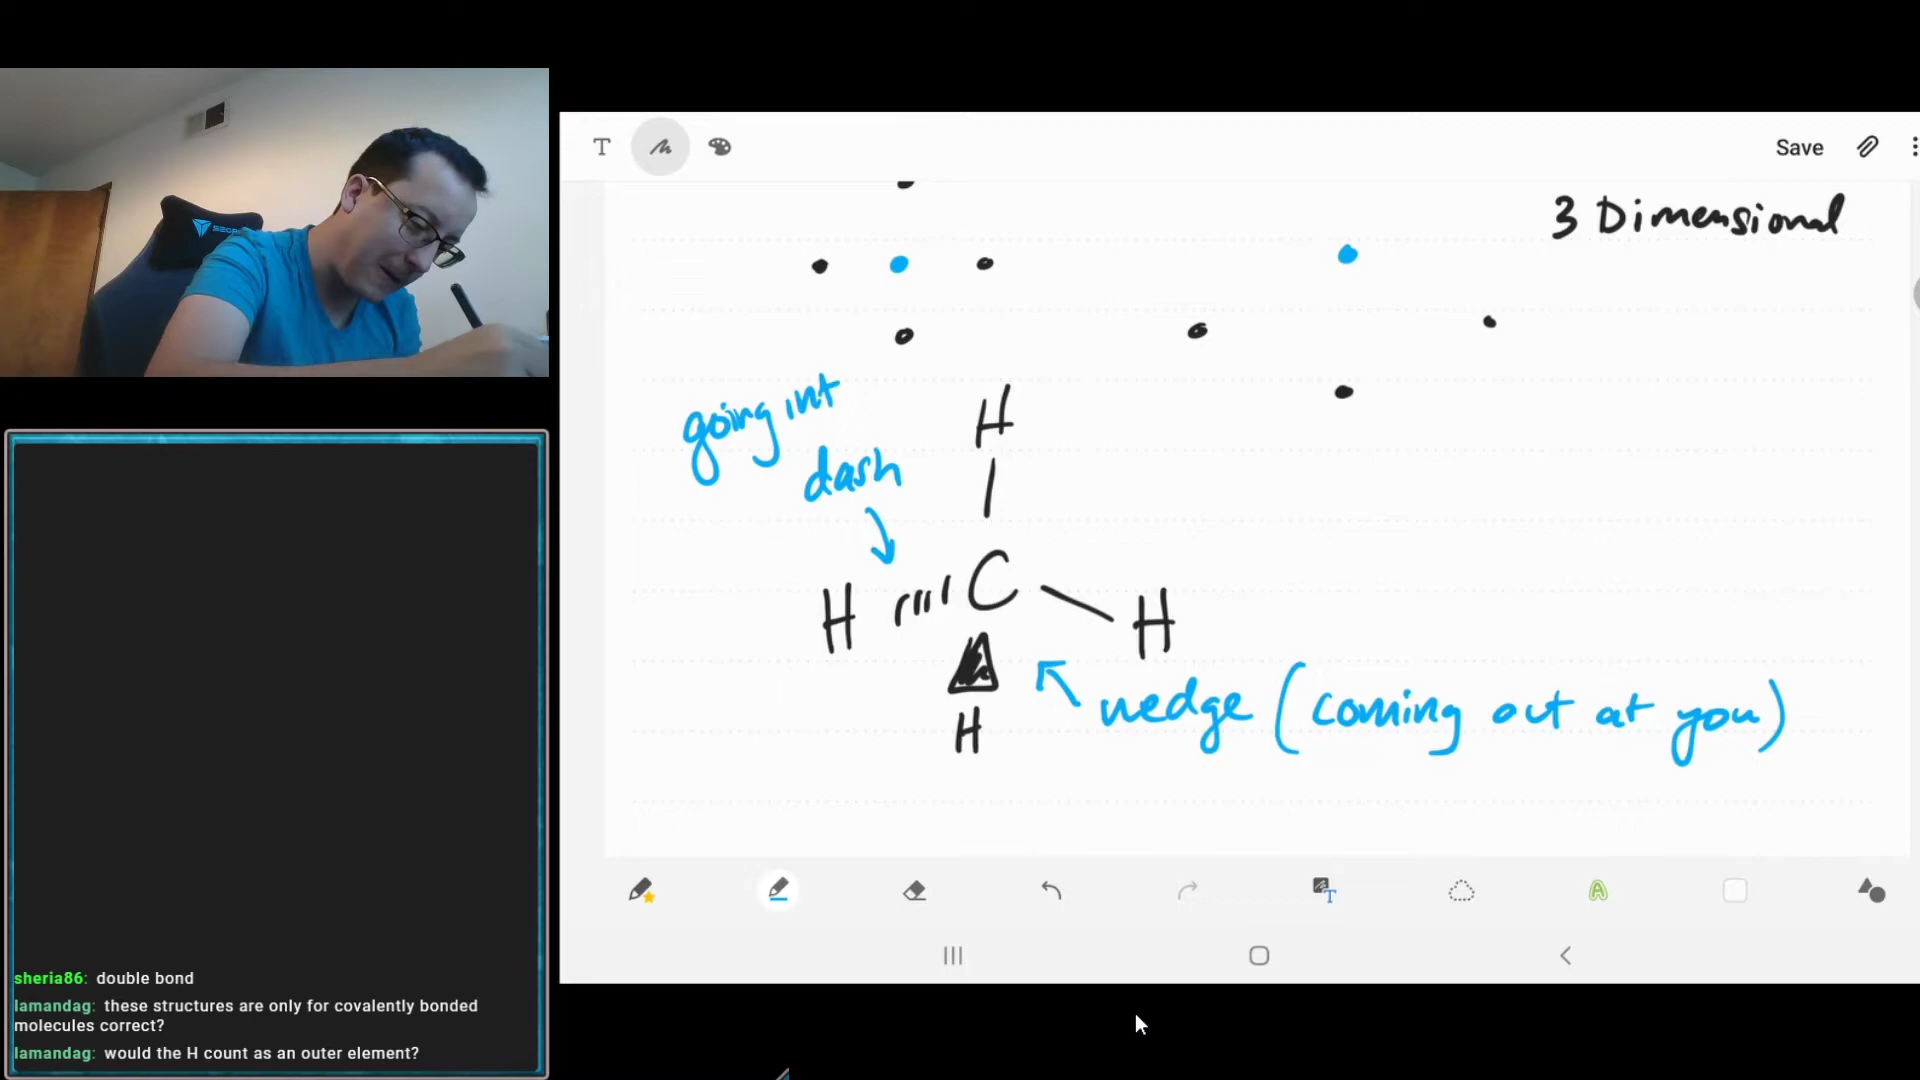 T
Save
3 Dimensional
going int
dash
H
H
C
H
H
wedge (coming out at you)
T
A
sheria86: double bond
lamandag: these structures are only for covalently bonded
molecules correct?
lamandag: would the H count as an outer element?